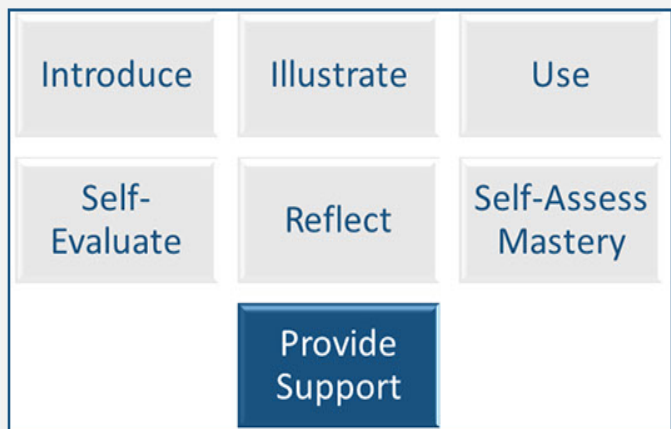 Introduce
Illustrate
Use
Self-
Evaluate
Reflect
Self-Assess
Mastery
Provide
Support